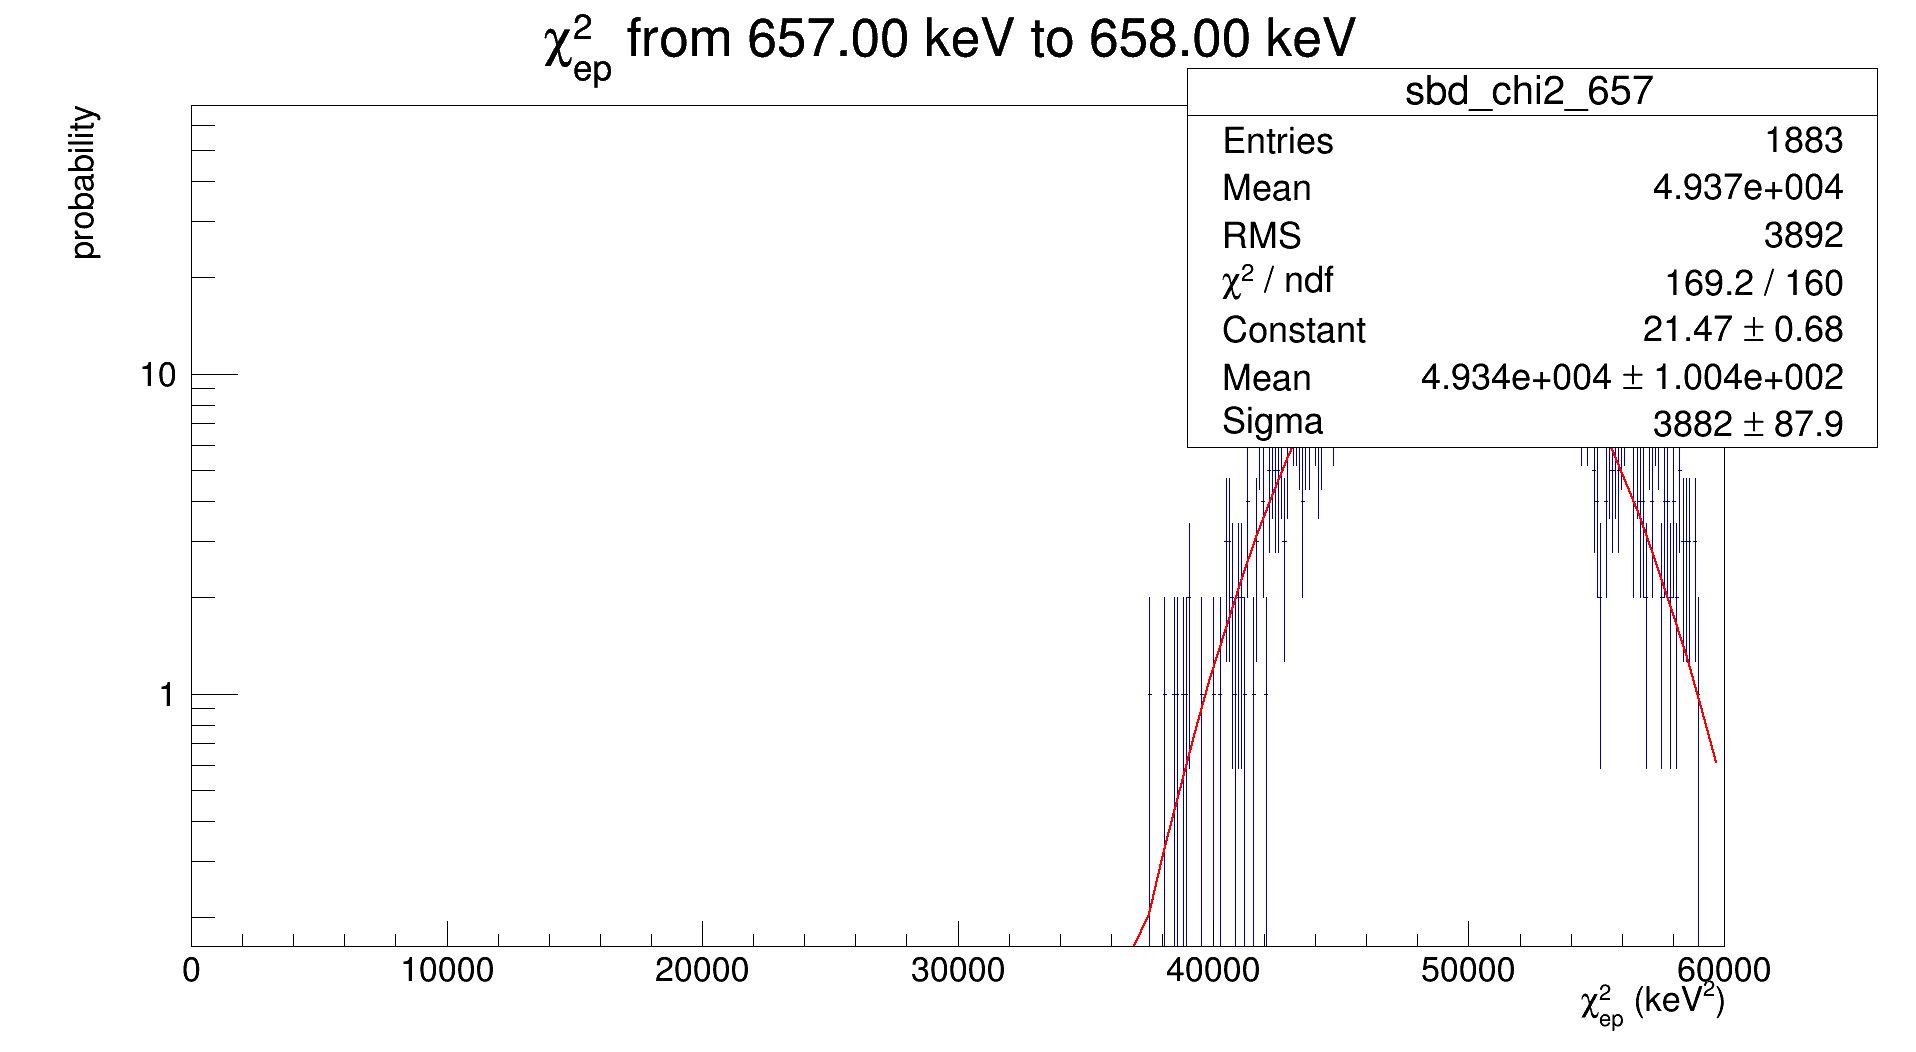 χ²ep from 657.00 keV to 658.00 keV
probability
sbd_chi2_657
Entries 1883
Mean 4.937e+004
RMS 3892
χ² / ndf 169.2 / 160
Constant 21.47 ± 0.68
Mean 4.934e+004 ± 1.004e+002
Sigma 3882 ± 87.9
10
1
0 10000 20000 30000 40000 50000 60000
χ²ep (keV²)